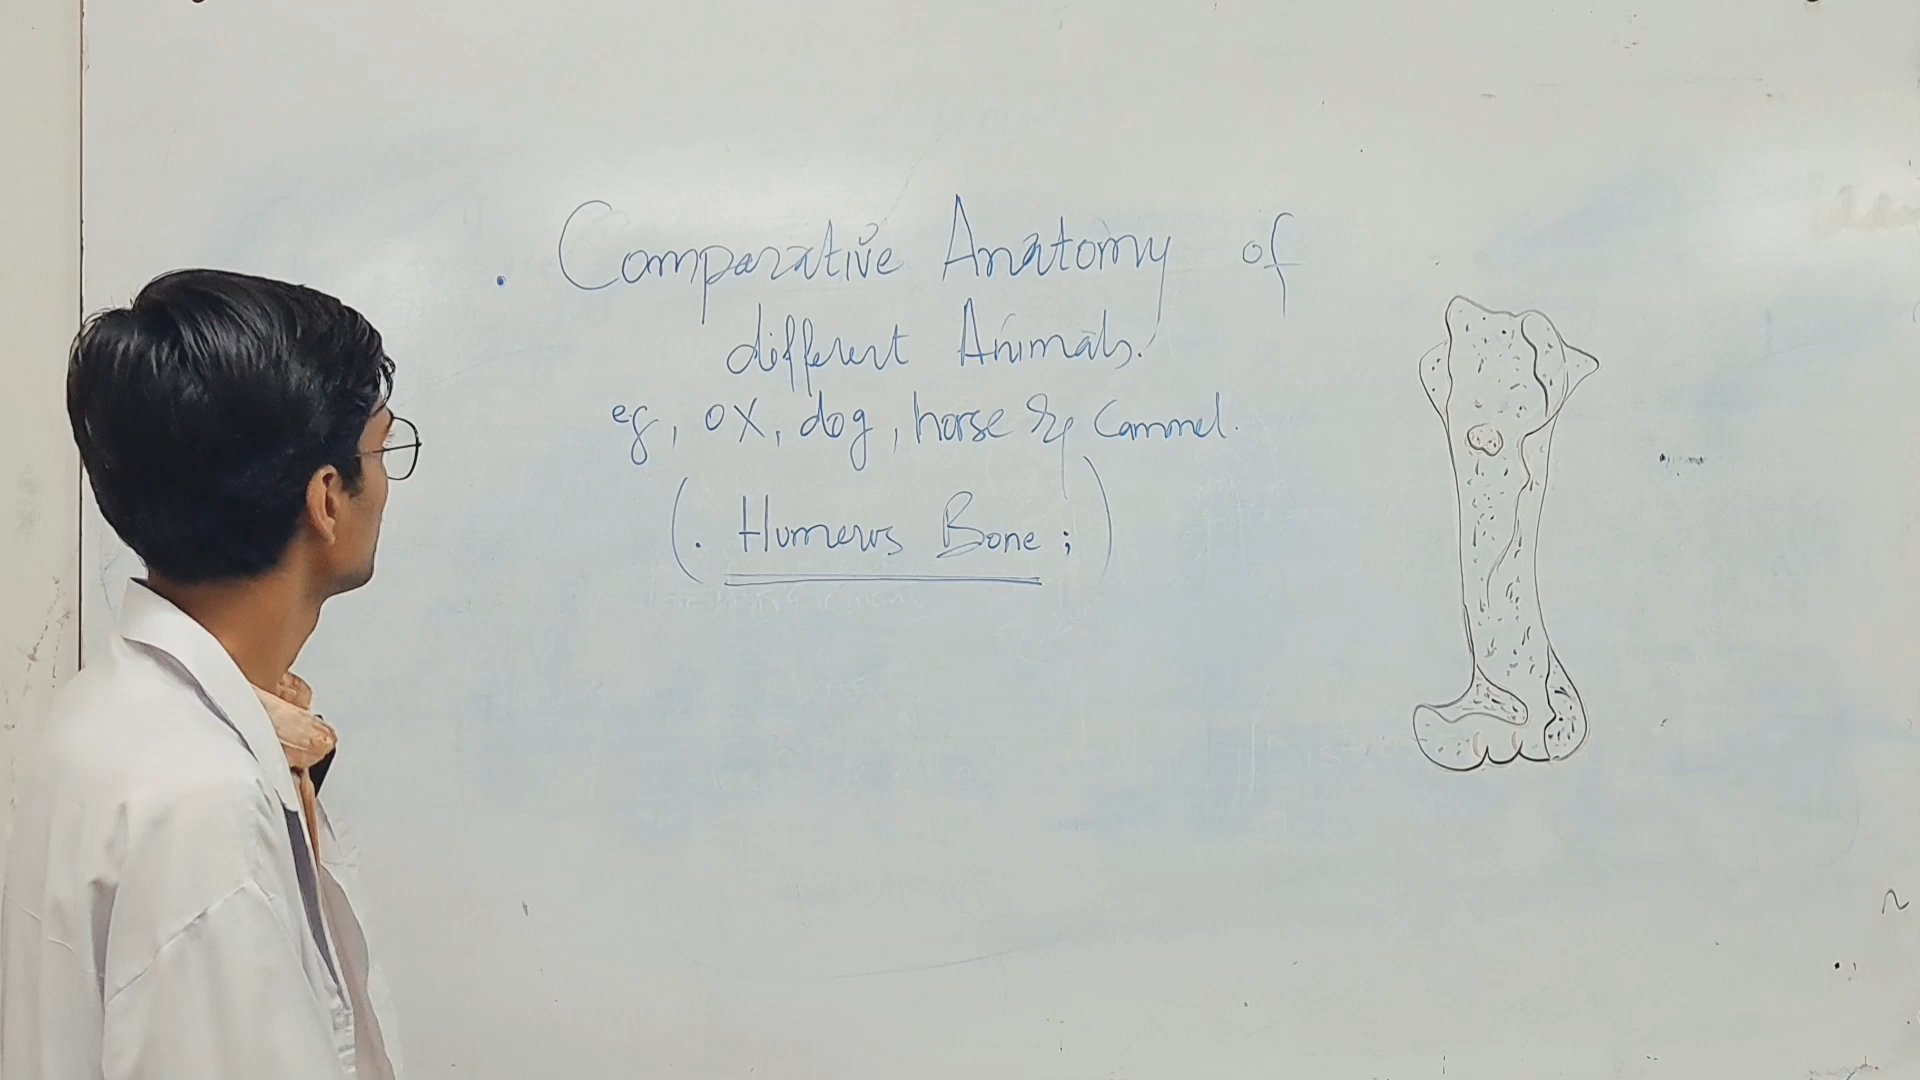 . Comparative Anatomy of
different Animals.
eg, ox, dog, horse & Cammel.
(. Humerus Bone ; )